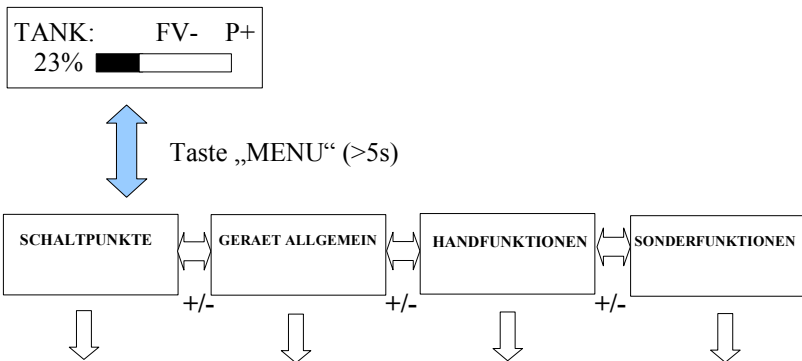 TANK: FV- P+
23%
Taste „MENU“ (>5s)
SCHALTPUNKTE GERAET ALLGEMEIN HANDFUNKTIONEN SONDERFUNKTIONEN
+/- +/- +/-